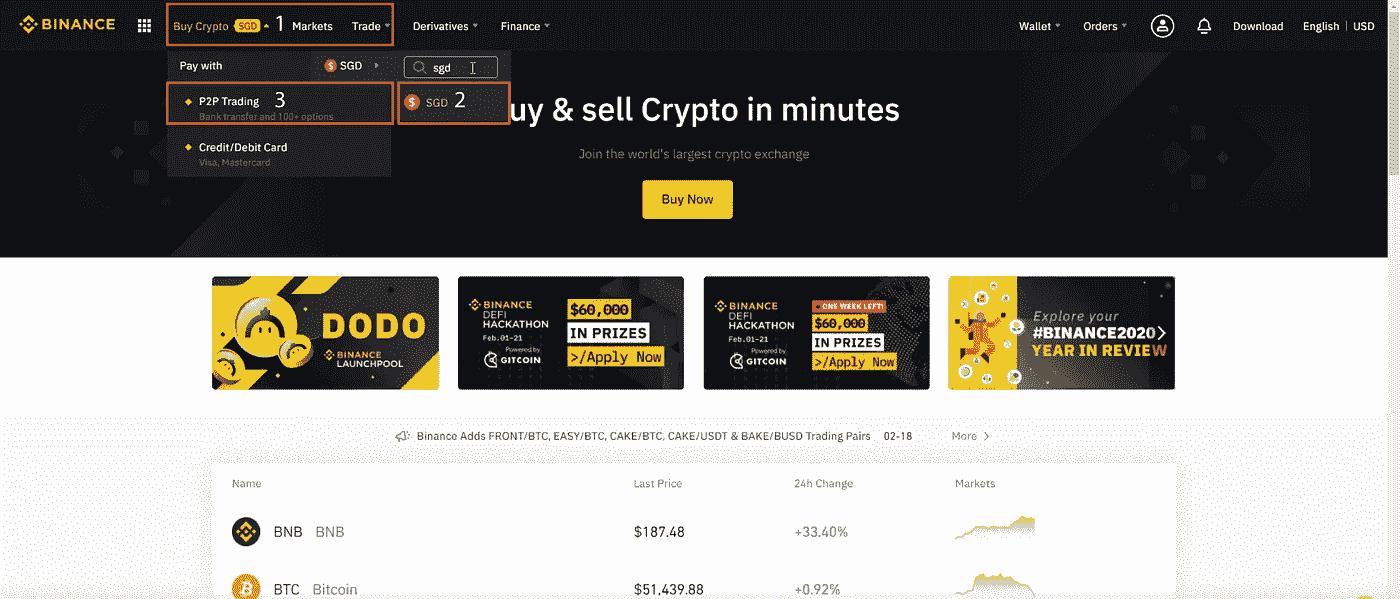 BINANCE Buy Crypto SGD 1 Markets Trade Derivatives Finance Wallet Orders Download English USD
Pay with $ SGD sgd
P2P Trading 3 $ SGD 2
Bank transfer and 100+ options
Credit/Debit Card
Visa, Mastercard
uy & sell Crypto in minutes
Join the world's largest crypto exchange
Buy Now
DODO
BINANCE
LAUNCHPOOL
BINANCE
DEFI
HACKATHON
Feb.01-21
Powered by
GITCOIN
$60,000
IN PRIZES
>/Apply Now
BINANCE
DEFI
HACKATHON
Feb.01-21
Powered by
GITCOIN
ONE WEEK LEFT!
$60,000
IN PRIZES
>/Apply Now
Explore your
#BINANCE2020
YEAR IN REVIEW
Binance Adds FRONT/BTC, EASY/BTC, CAKE/BTC, CAKE/USDT & BAKE/BUSD Trading Pairs 02-18 More
Name Last Price 24h Change Markets
BNB BNB $187.48 +33.40%
BTC Bitcoin $51,439.88 +0.92%